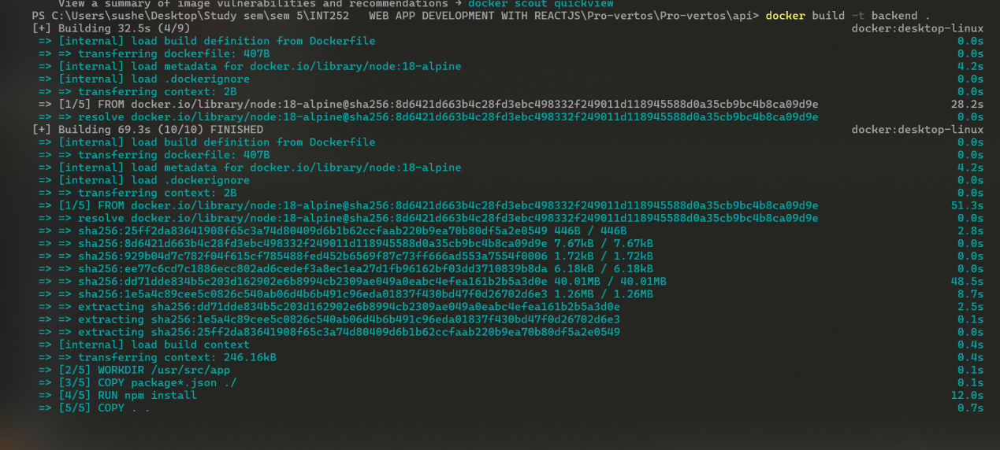 View a summary of image vulnerabilities and recommendations → docker scout quickview
PS C:\Users\sushe\Desktop\Study sem\sem 5\INT252   WEB APP DEVELOPMENT WITH REACTJS\Pro-vertos\Pro-vertos\api> docker build -t backend .
[+] Building 32.5s (4/9) docker:desktop-linux
=> [internal] load build definition from Dockerfile 0.0s
=> => transferring dockerfile: 407B 0.0s
=> [internal] load metadata for docker.io/library/node:18-alpine 4.2s
=> [internal] load .dockerignore 0.0s
=> => transferring context: 2B 0.0s
=> [1/5] FROM docker.io/library/node:18-alpine@sha256:8d6421d663b4c28fd3ebc498332f249011d118945588d0a35cb9bc4b8ca09d9e 28.2s
=> => resolve docker.io/library/node:18-alpine@sha256:8d6421d663b4c28fd3ebc498332f249011d118945588d0a35cb9bc4b8ca09d9e 0.0s
[+] Building 69.3s (10/10) FINISHED docker:desktop-linux
=> [internal] load build definition from Dockerfile 0.0s
=> => transferring dockerfile: 407B 0.0s
=> [internal] load metadata for docker.io/library/node:18-alpine 4.2s
=> [internal] load .dockerignore 0.0s
=> => transferring context: 2B 0.0s
=> [1/5] FROM docker.io/library/node:18-alpine@sha256:8d6421d663b4c28fd3ebc498332f249011d118945588d0a35cb9bc4b8ca09d9e 51.3s
=> => resolve docker.io/library/node:18-alpine@sha256:8d6421d663b4c28fd3ebc498332f249011d118945588d0a35cb9bc4b8ca09d9e 0.0s
=> => sha256:25ff2da83641908f65c3a74d80409d6b1b62ccfaab220b9ea70b80df5a2e0549 446B / 446B 2.8s
=> => sha256:8d6421d663b4c28fd3ebc498332f249011d118945588d0a35cb9bc4b8ca09d9e 7.67kB / 7.67kB 0.0s
=> => sha256:929b04d7c782f04f615cf785488fed452b6569f87c73ff666ad553a7554f0006 1.72kB / 1.72kB 0.0s
=> => sha256:ee77c6cd7c1886ecc802ad6cedef3a8ec1ea27d1fb96162bf03dd3710839b8da 6.18kB / 6.18kB 0.0s
=> => sha256:dd71dde834b5c203d162902e6b8994cb2309ae049a0eabc4efea161b2b5a3d0e 40.01MB / 40.01MB 48.5s
=> => sha256:1e5a4c89cee5c0826c540ab06d4b6b491c96eda01837f430bd47f0d26702d6e3 1.26MB / 1.26MB 8.7s
=> => extracting sha256:dd71dde834b5c203d162902e6b8994cb2309ae049a0eabc4efea161b2b5a3d0e 2.5s
=> => extracting sha256:1e5a4c89cee5c0826c540ab06d4b6b491c96eda01837f430bd47f0d26702d6e3 0.1s
=> => extracting sha256:25ff2da83641908f65c3a74d80409d6b1b62ccfaab220b9ea70b80df5a2e0549 0.0s
=> [internal] load build context 0.4s
=> => transferring context: 246.16kB 0.4s
=> [2/5] WORKDIR /usr/src/app 0.1s
=> [3/5] COPY package*.json ./ 0.1s
=> [4/5] RUN npm install 12.0s
=> [5/5] COPY . . 0.7s